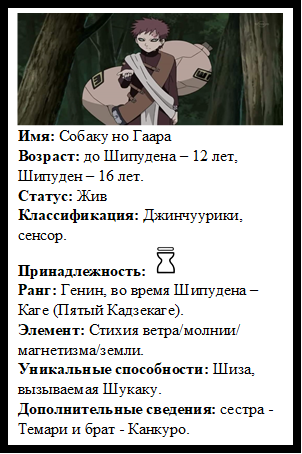 Имя: Собаку но Гаара
Возраст: до Шипудена – 12 лет,
Шипуден – 16 лет.
Статус: Жив
Классификация: Джинчуурики,
сенсор.
Принадлежность:
Ранг: Генин, во время Шипудена –
Каге (Пятый Кадзекаге).
Элемент: Стихия ветра/молнии/
магнетизма/земли.
Уникальные способности: Шиза,
вызываемая Шукаку.
Дополнительные сведения: сестра -
Темари и брат - Канкуро.